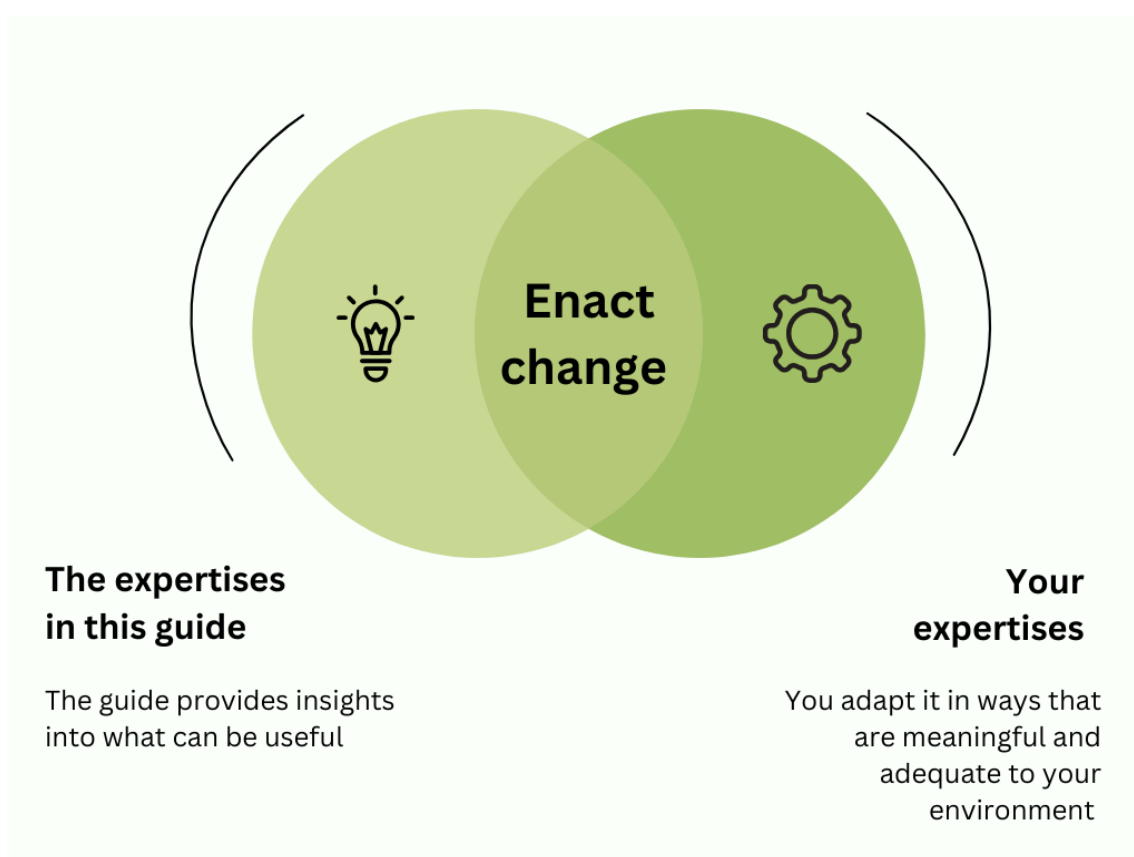 Enact
change
The expertises
in this guide
The guide provides insights
into what can be useful
Your
expertises
You adapt it in ways that
are meaningful and
adequate to your
environment